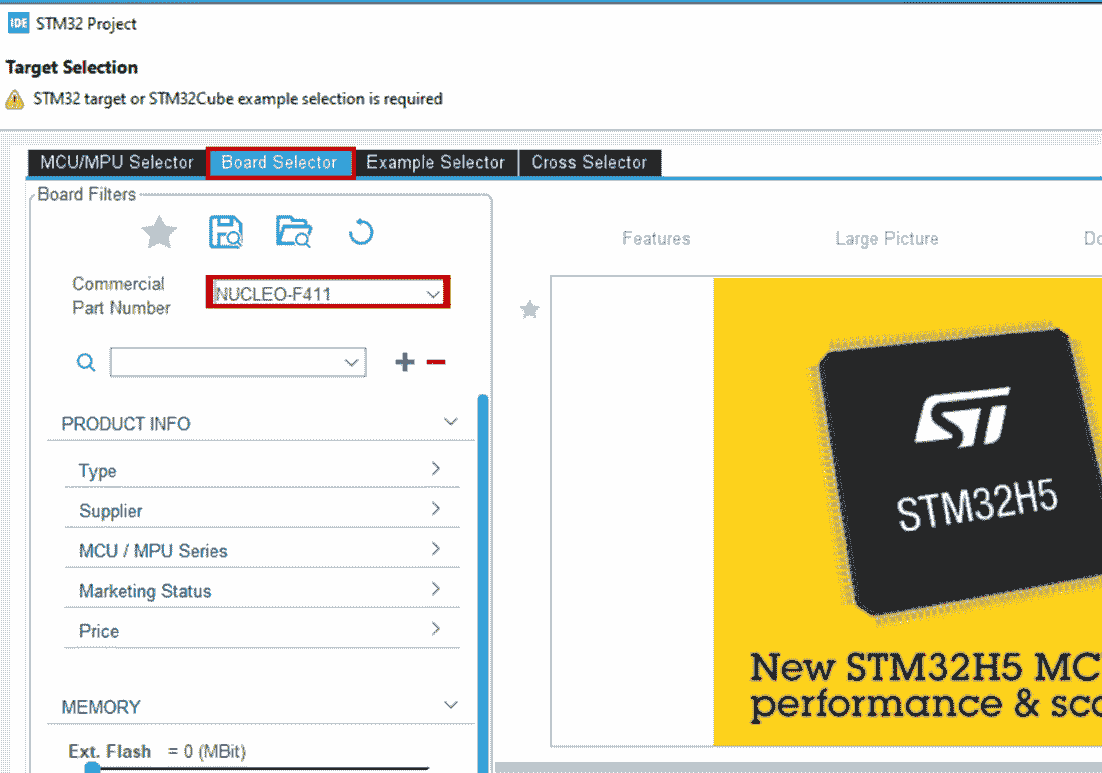 IDE STM32 Project
Target Selection
STM32 target or STM32Cube example selection is required
MCU/MPU Selector Board Selector Example Selector Cross Selector
Board Filters
Features Large Picture
Commercial
Part Number
NUCLEO-F411
PRODUCT INFO
Type
Supplier
MCU / MPU Series
Marketing Status
Price
MEMORY
Ext. Flash = 0 (MBit)
ST
STM32H5
New STM32H5 MC
performance &